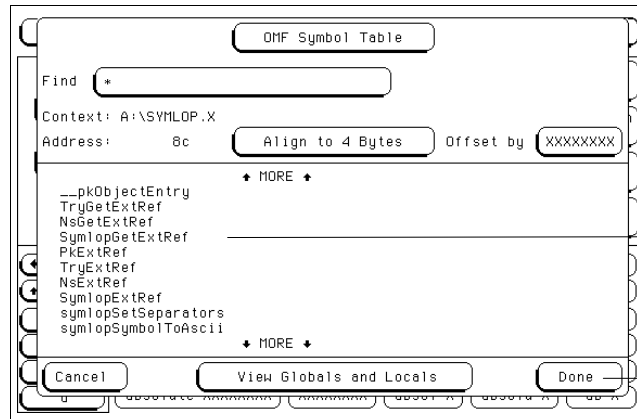 OMF Symbol Table
Find *
Context: A:\SYMLOP.X
Address: 8c Align to 4 Bytes Offset by XXXXXXXX
↑ MORE ↑
__pkObjectEntry
TryGetExtRef
NsGetExtRef
SymlopGetExtRef
PkExtRef
TryExtRef
NsExtRef
SymlopExtRef
symlopSetSeparators
symlopSymbolToAscii
↓ MORE ↓
Cancel View Globals and Locals Done